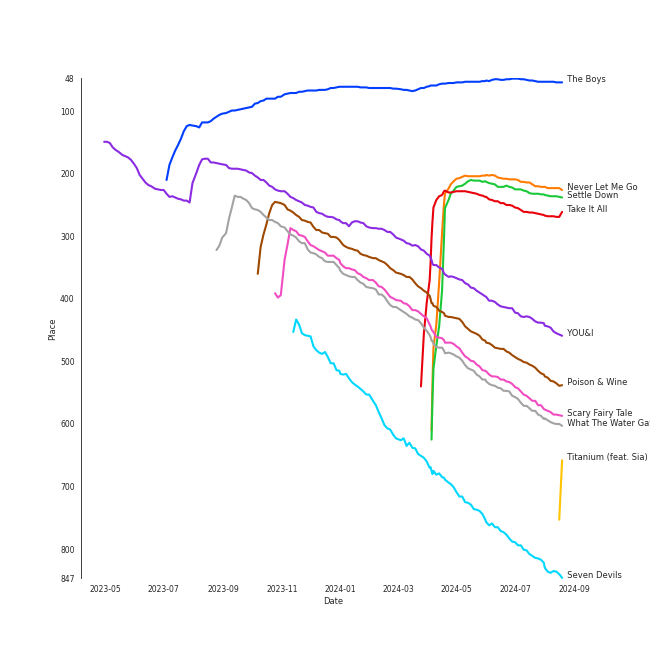 48
100
200
300
400
500
600
700
800
847
Place
2023-05
2023-07
2023-09
2023-11
2024-01
2024-03
2024-05
2024-07
2024-09
Date
The Boys
Never Let Me Go
Settle Down
Take It All
YOU&I
Poison & Wine
Scary Fairy Tale
What The Water Ga
Titanium (feat. Sia)
Seven Devils